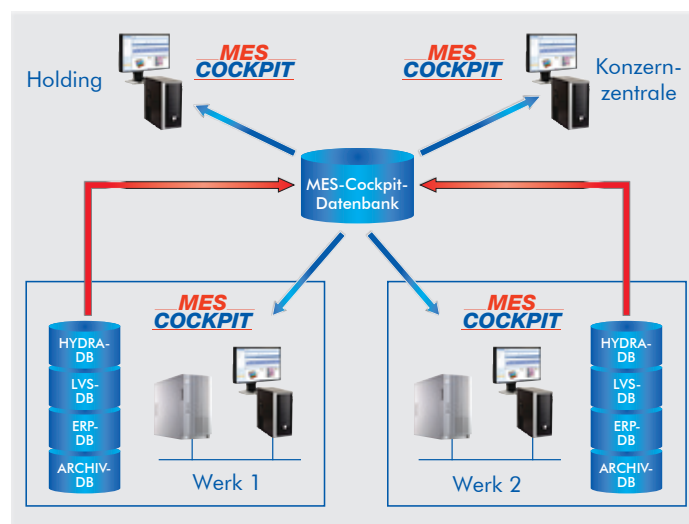 Holding
MES
COCKPIT
MES
COCKPIT
Konzern-
zentrale
MES-Cockpit-
Datenbank
MES
COCKPIT
HYDRA-
DB
LVS-
DB
ERP-
DB
ARCHIV-
DB
Werk 1
MES
COCKPIT
HYDRA-
DB
LVS-
DB
ERP-
DB
ARCHIV-
DB
Werk 2